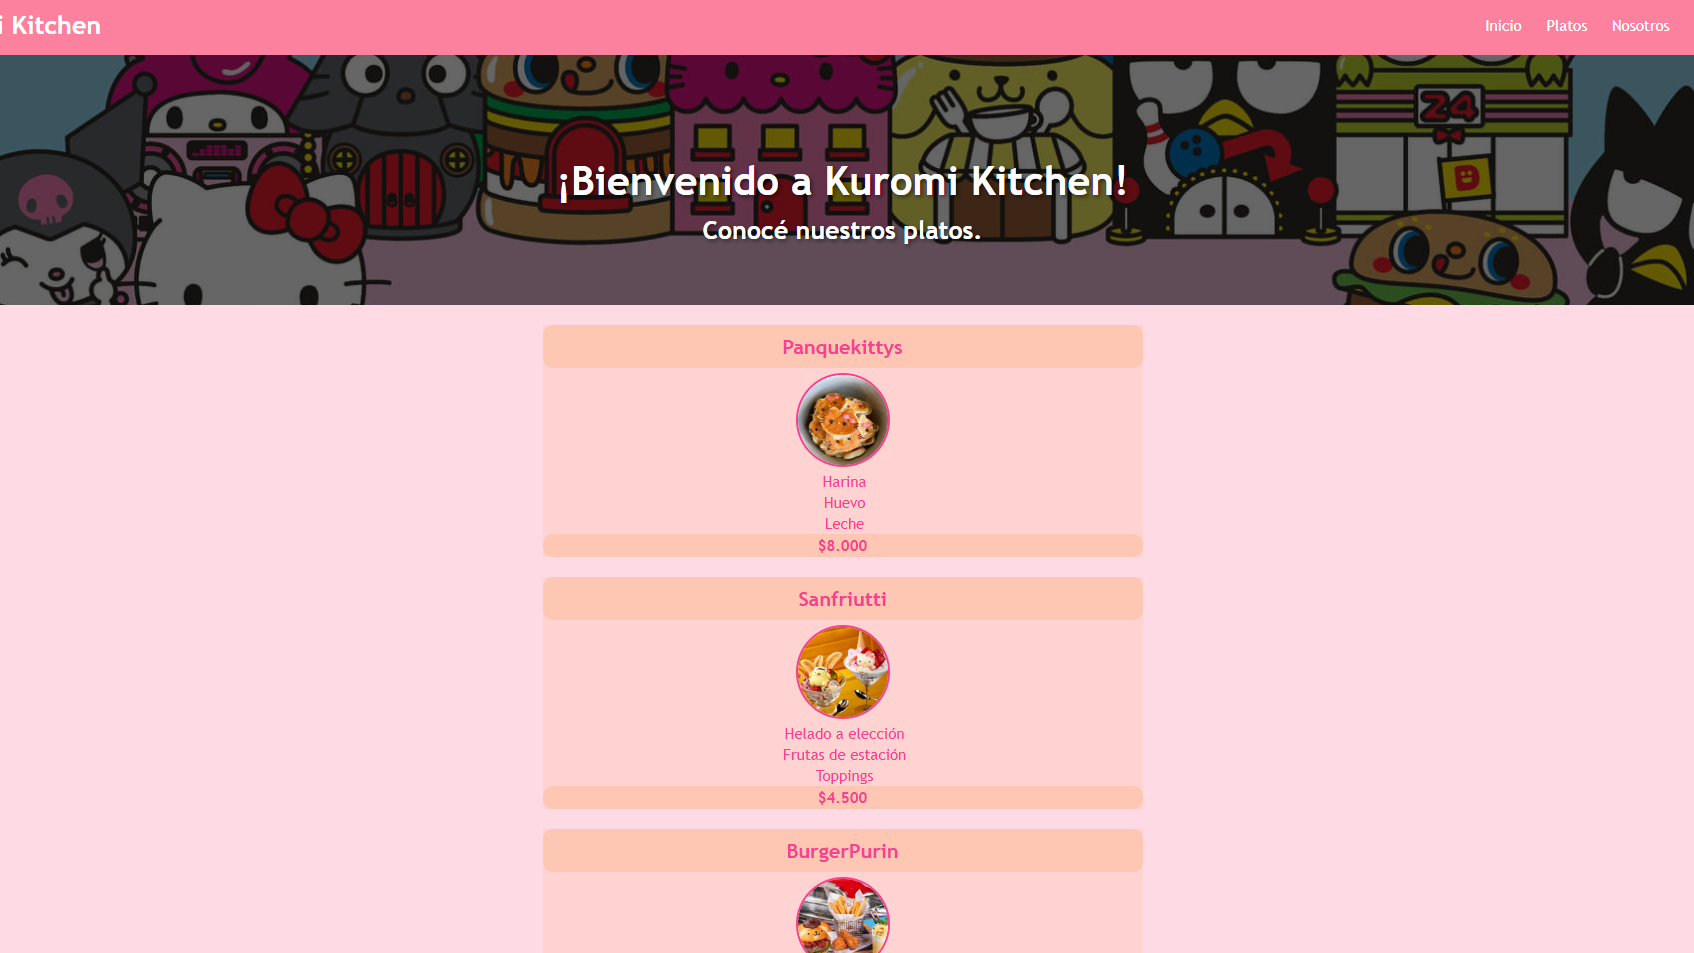 i Kitchen
Inicio
Platos
Nosotros
24
¡Bienvenido a Kuromi Kitchen!
Conocé nuestros platos.
Panquekittys
Harina
Huevo
Leche
$8.000
Sanfriutti
Helado a elección
Frutas de estación
Toppings
$4.500
BurgerPurin